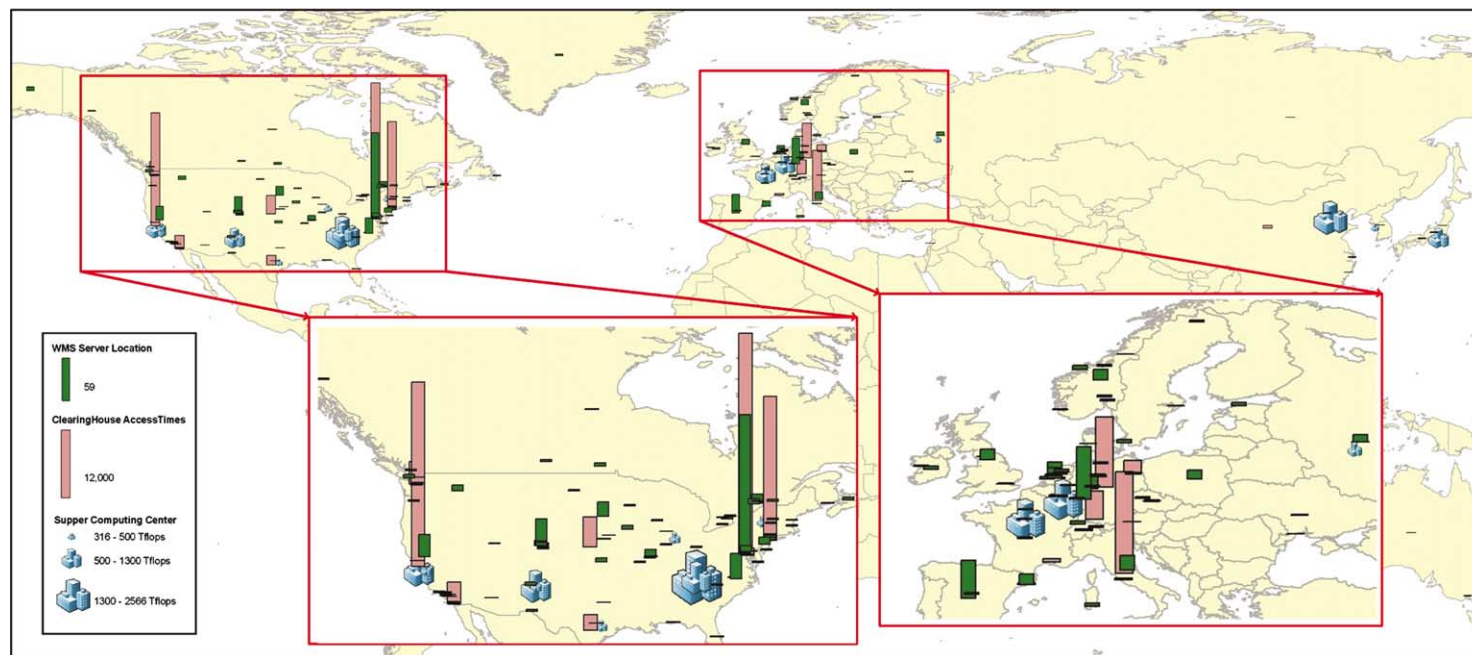 WMS Server Location
59
ClearingHouse AccessTimes
12,000
Supper Computing Center
316 - 500 Tflops
500 - 1300 Tflops
1300 - 2566 Tflops